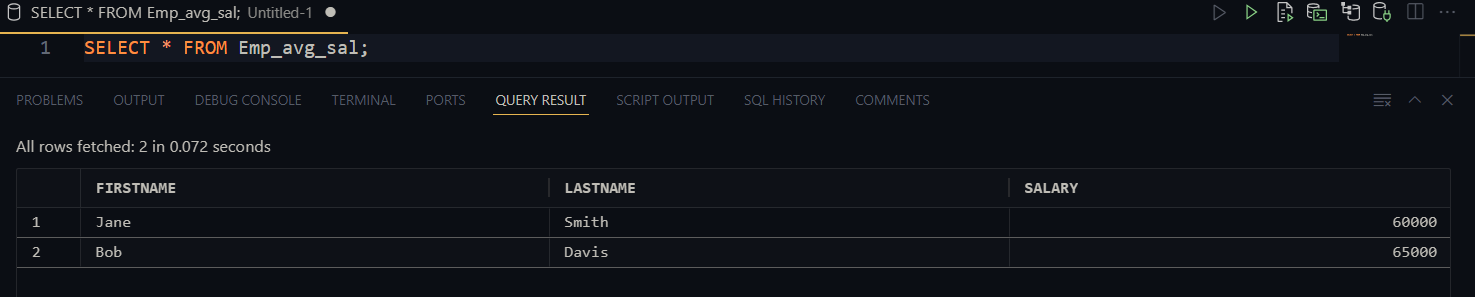 SELECT * FROM Emp_avg_sal; Untitled-1
1 SELECT * FROM Emp_avg_sal;
PROBLEMS OUTPUT DEBUG CONSOLE TERMINAL PORTS QUERY RESULT SCRIPT OUTPUT SQL HISTORY COMMENTS
All rows fetched: 2 in 0.072 seconds
FIRSTNAME LASTNAME SALARY
1 Jane Smith 60000
2 Bob Davis 65000